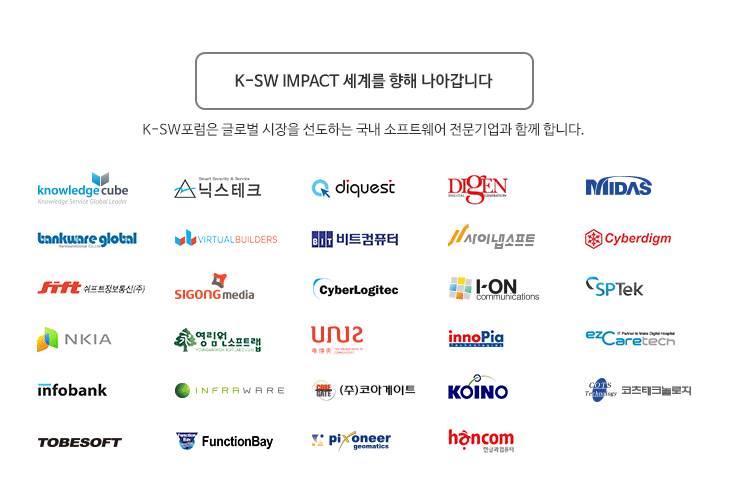 K-SW IMPACT 세계를 향해 나아갑니다
K-SW포럼은 글로벌 시장을 선도하는 국내 소프트웨어 전문기업과 함께 합니다.
knowledge cube
Knowledge Service Global Leader
Smart Security & Service
닉스테크
diquest
DIGEN
MIDAS
bankware global
VIRTUALBUILDERS
BIT 비트컴퓨터
사이냅소프트
Cyberdigm
Sift 쉬프트정보통신(주)
SIGONG media
CyberLogitec
I-ON
communications
SPTek
NKIA
영림원소프트랩
innoPia
IT Partner to Make Digital Hospital
ezCaretech
infobank
INFRAWARE
CORE GATE (주)코아게이트
KOINO
COTS
Technology
코츠테크놀로지
TOBESOFT
Function Bay FunctionBay
pixoneer
geomatics
hancom
한글과컴퓨터